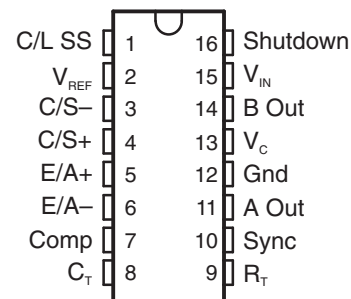 C/L SS 1 16 Shutdown
VREF 2 15 VIN
C/S– 3 14 B Out
C/S+ 4 13 VC
E/A+ 5 12 Gnd
E/A– 6 11 A Out
Comp 7 10 Sync
CT 8 9 RT